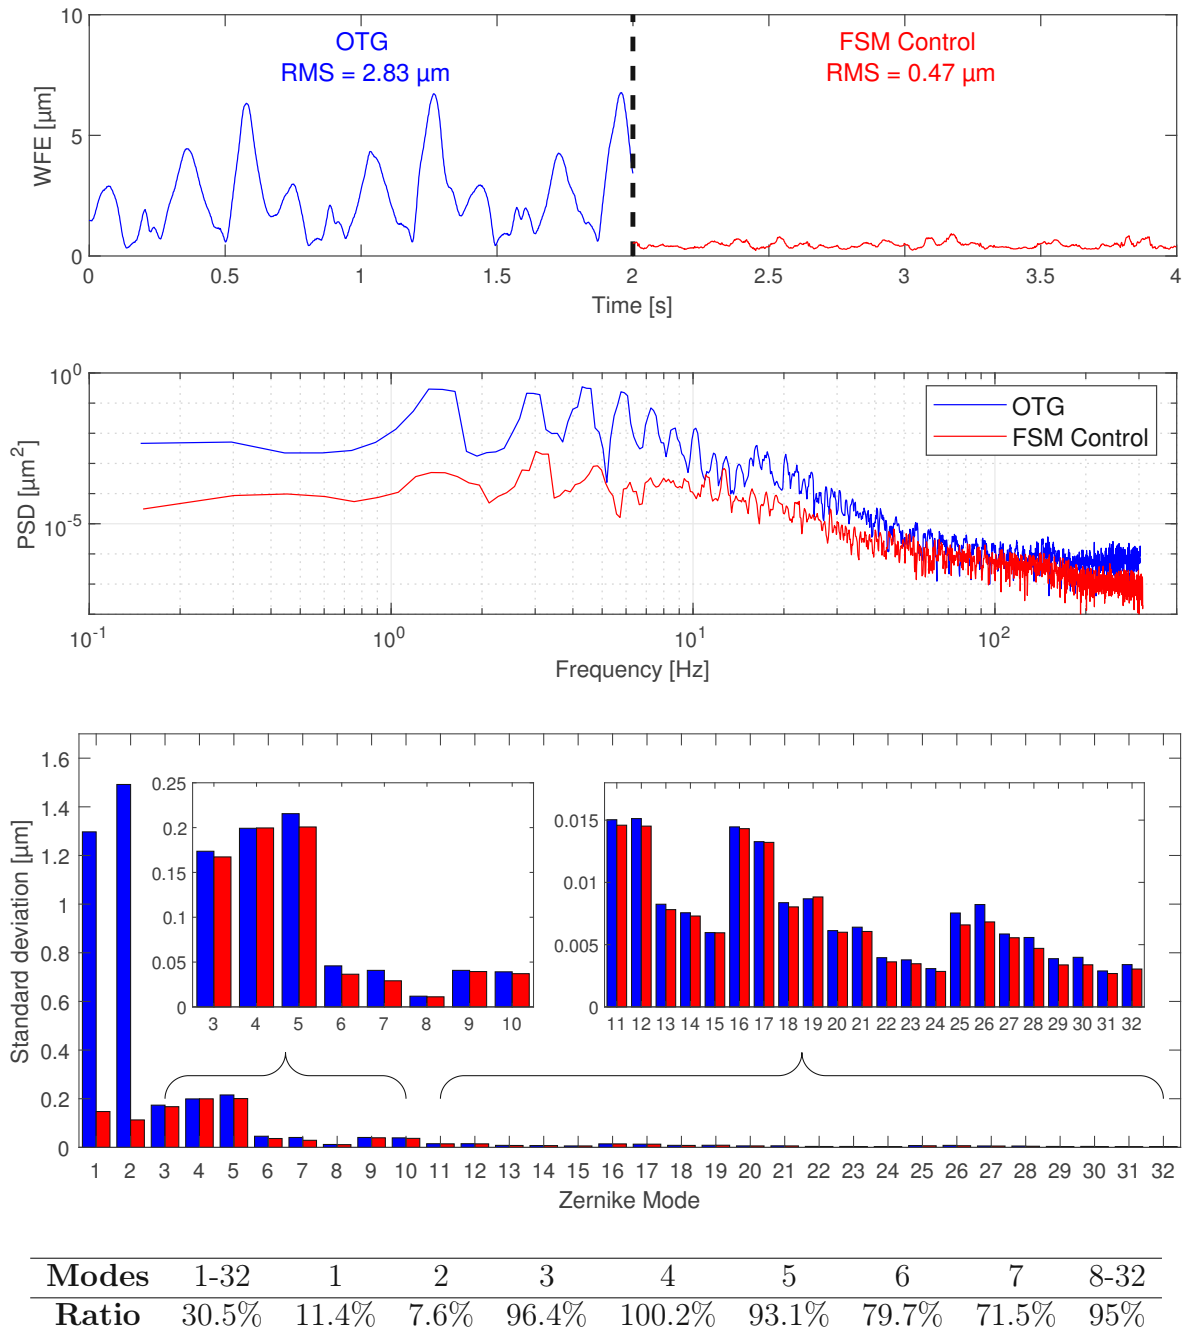 10
5
0
WFE [µm]
OTG
RMS = 2.83 µm
FSM Control
RMS = 0.47 µm
0 0.5 1 1.5 2 2.5 3 3.5 4
Time [s]
10^0
10^-5
PSD [µm^2]
OTG
FSM Control
10^-1 10^0 10^1 10^2
Frequency [Hz]
1.6
1.4
1.2
1
0.8
0.6
0.4
0.2
0
Standard deviation [µm]
0.25
0.2
0.15
0.1
0.05
0
3 4 5 6 7 8 9 10
0.015
0.01
0.005
0
11 12 13 14 15 16 17 18 19 20 21 22 23 24 25 26 27 28 29 30 31 32
1 2 3 4 5 6 7 8 9 10 11 12 13 14 15 16 17 18 19 20 21 22 23 24 25 26 27 28 29 30 31 32
Zernike Mode
Modes 1-32 1 2 3 4 5 6 7 8-32
Ratio 30.5% 11.4% 7.6% 96.4% 100.2% 93.1% 79.7% 71.5% 95%